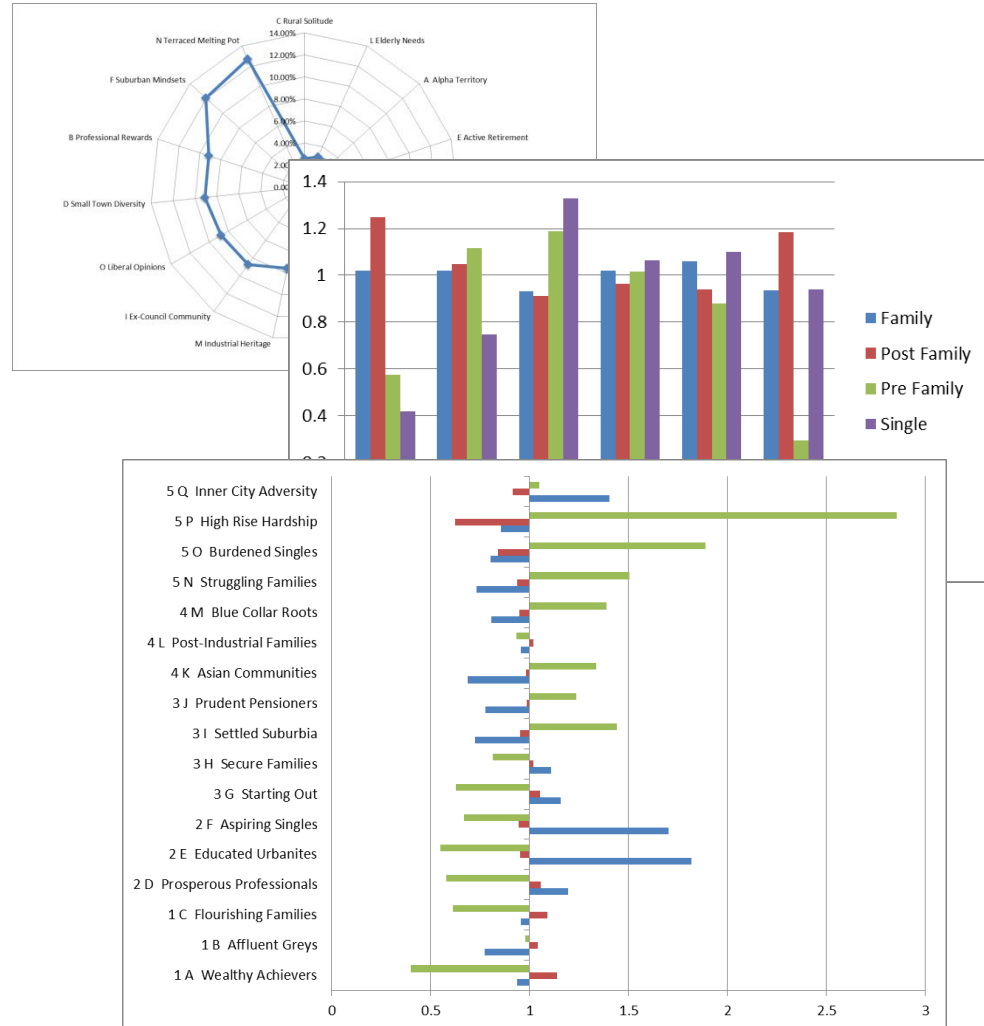 C Rural Solitude
14.00%
N Terraced Melting Pot
L Elderly Needs
12.00%
F Suburban Mindsets
10.00%
A Alpha Territory
8.00%
6.00%
B Professional Rewards
E Active Retirement
4.00%
2.00%
0.00%
D Small Town Diversity
O Liberal Opinions
I Ex-Council Community
M Industrial Heritage
1.4
1.2
1
0.8
0.6
0.4
Family
Post Family
Pre Family
Single
5 Q Inner City Adversity
5 P High Rise Hardship
5 O Burdened Singles
5 N Struggling Families
4 M Blue Collar Roots
4 L Post-Industrial Families
4 K Asian Communities
3 J Prudent Pensioners
3 I Settled Suburbia
3 H Secure Families
3 G Starting Out
2 F Aspiring Singles
2 E Educated Urbanites
2 D Prosperous Professionals
1 C Flourishing Families
1 B Affluent Greys
1 A Wealthy Achievers
0 0.5 1 1.5 2 2.5 3